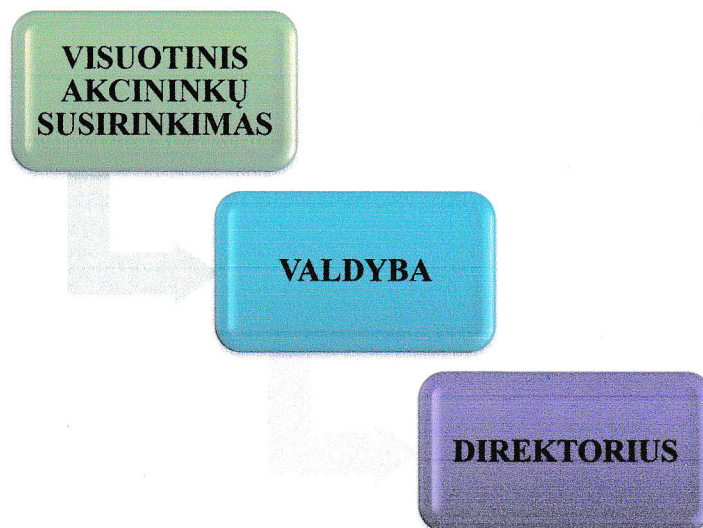 VISUOTINIS
AKCININKŲ
SUSIRINKIMAS
VALDYBA
DIREKTORIUS